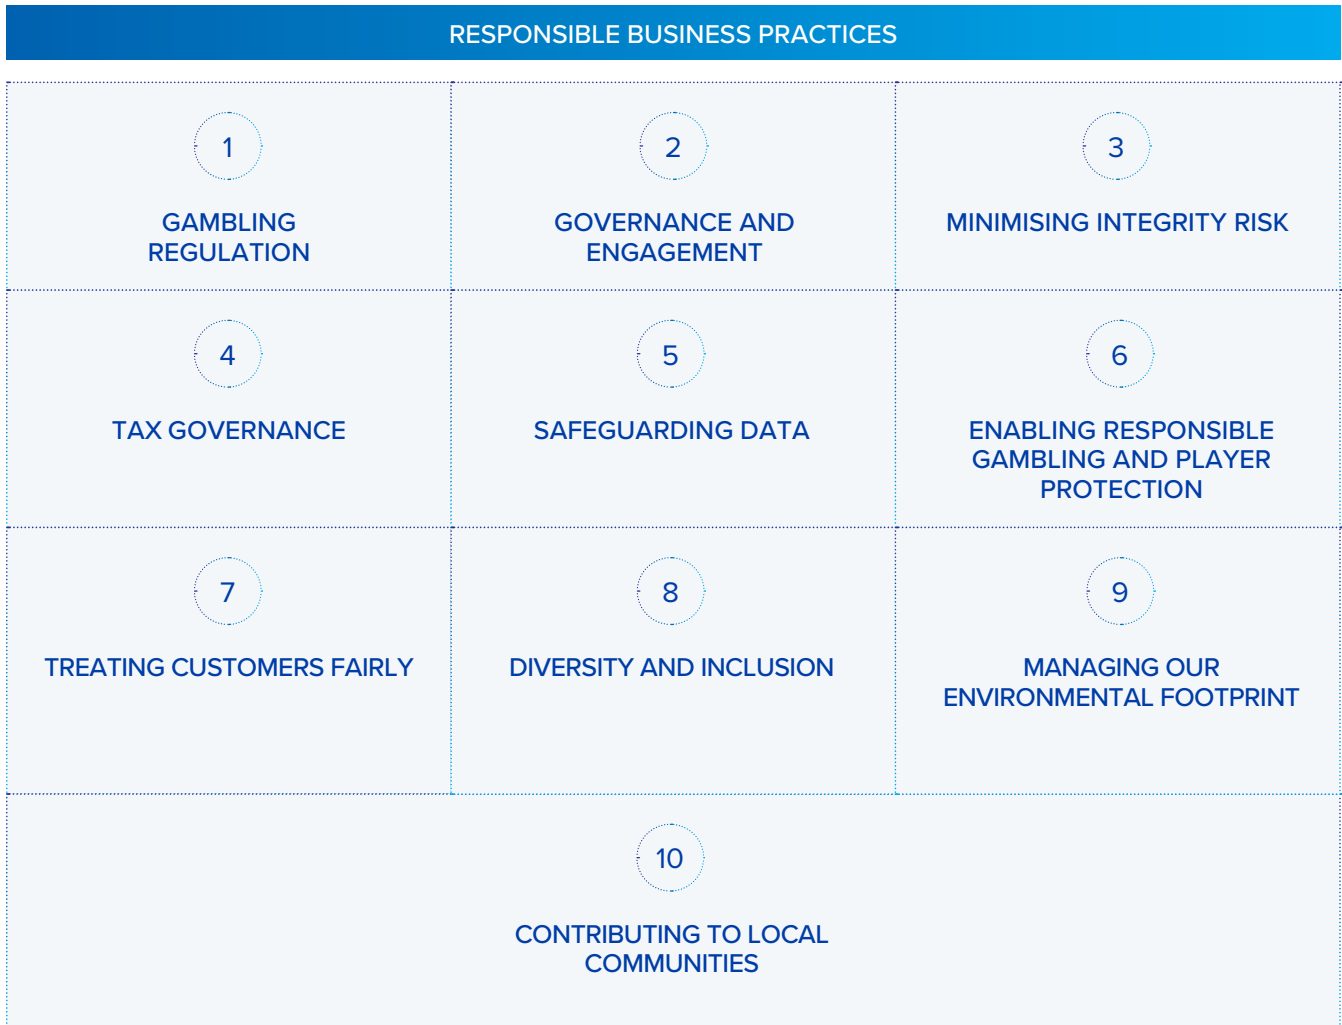 RESPONSIBLE BUSINESS PRACTICES
1
GAMBLING
REGULATION
2
GOVERNANCE AND
ENGAGEMENT
3
MINIMISING INTEGRITY RISK
4
TAX GOVERNANCE
5
SAFEGUARDING DATA
6
ENABLING RESPONSIBLE
GAMBLING AND PLAYER
PROTECTION
7
TREATING CUSTOMERS FAIRLY
8
DIVERSITY AND INCLUSION
9
MANAGING OUR
ENVIRONMENTAL FOOTPRINT
10
CONTRIBUTING TO LOCAL
COMMUNITIES